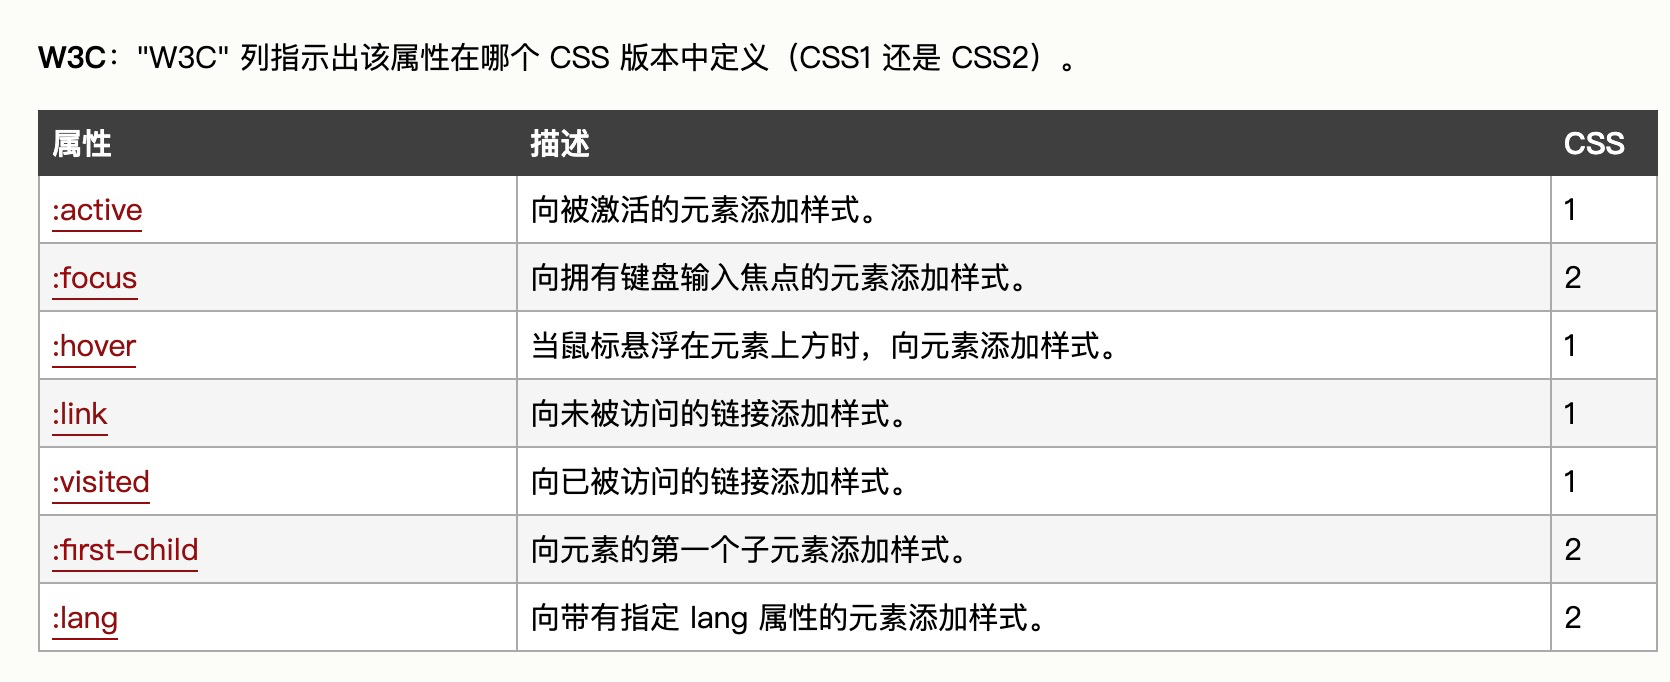 W3C："W3C" 列指示出该属性在哪个 CSS 版本中定义（CSS1 还是 CSS2）。
属性 描述 CSS
:active 向被激活的元素添加样式。 1
:focus 向拥有键盘输入焦点的元素添加样式。 2
:hover 当鼠标悬浮在元素上方时，向元素添加样式。 1
:link 向未被访问的链接添加样式。 1
:visited 向已被访问的链接添加样式。 1
:first-child 向元素的第一个子元素添加样式。 2
:lang 向带有指定 lang 属性的元素添加样式。 2